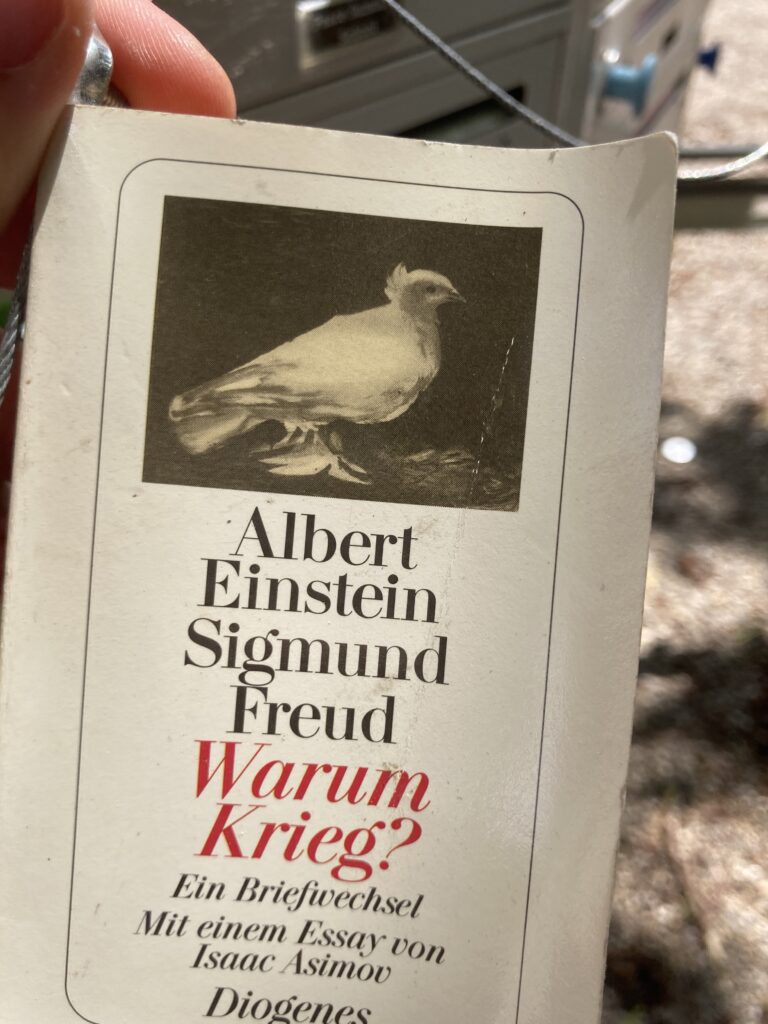 Albert
Einstein
Sigmund
Freud
Warum
Krieg?
Ein Briefwechsel
Mit einem Essay von
Isaac Asimov
Diogenes